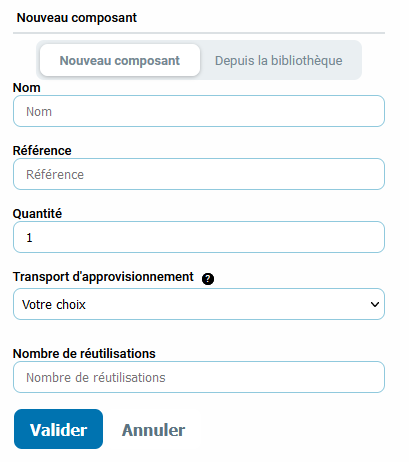 Nouveau composant
Nouveau composant Depuis la bibliothèque
Nom
Nom
Référence
Référence
Quantité
1
Transport d'approvisionnement ?
Votre choix
Nombre de réutilisations
Nombre de réutilisations
Valider Annuler